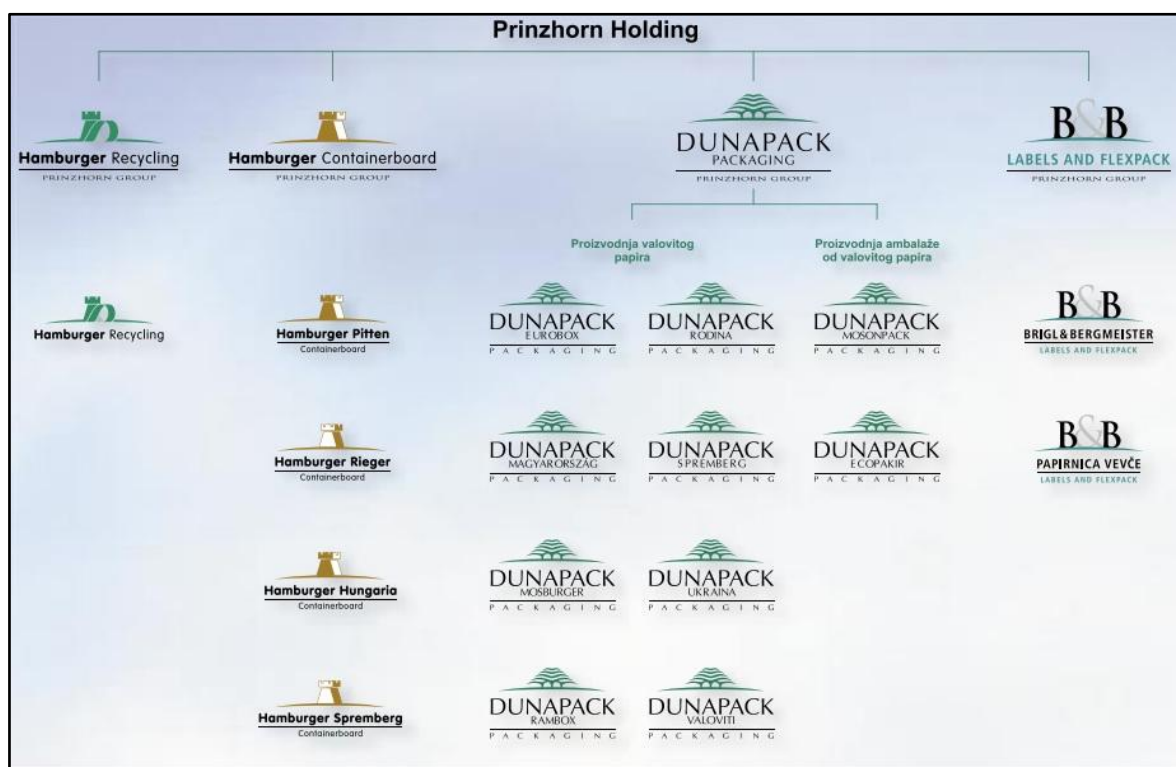 Prinzhorn Holding
Hamburger Recycling
PRINZHORN GROUP
Hamburger Containerboard
PRINZHORN GROUP
DUNAPACK
PACKAGING
PRINZHORN GROUP
B&B
LABELS AND FLEXPACK
PRINZHORN GROUP
Proizvodnja valovitog
papira
Proizvodnja ambalaže
od valovitog papira
Hamburger Recycling
Hamburger Pitten
Containerboard
DUNAPACK
EUROBOX
PACKAGING
DUNAPACK
RODINA
PACKAGING
DUNAPACK
MOSONPACK
PACKAGING
B&B
BRIGL&BERGMEISTER
LABELS AND FLEXPACK
Hamburger Rieger
Containerboard
DUNAPACK
MAGYARORSZÁG
PACKAGING
DUNAPACK
SPREMBERG
PACKAGING
DUNAPACK
ECOPAKIR
PACKAGING
B&B
PAPIRNICA VEVČE
LABELS AND FLEXPACK
Hamburger Hungaria
Containerboard
DUNAPACK
MOSBURGER
PACKAGING
DUNAPACK
UKRAINA
PACKAGING
Hamburger Spremberg
Containerboard
DUNAPACK
RAMBOX
PACKAGING
DUNAPACK
VALOVITI
PACKAGING